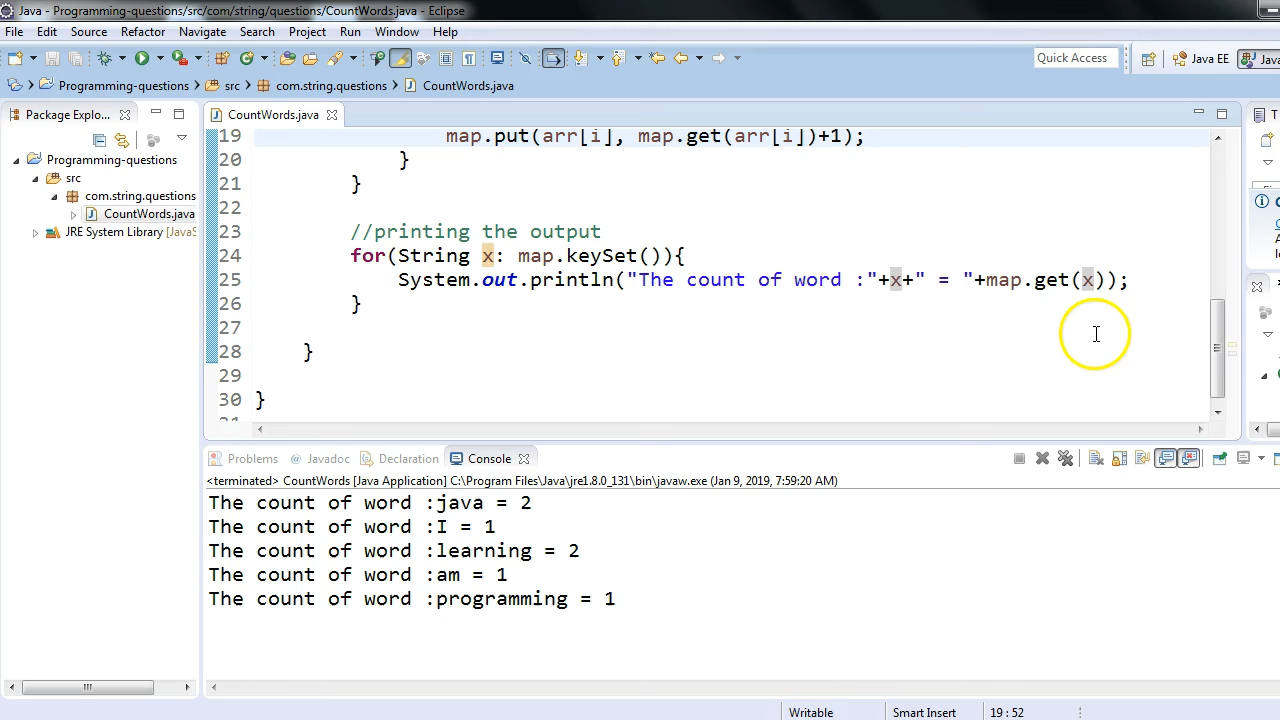 Java - Programming-questions/src/com/string/questions/CountWords.java - Eclipse
File Edit Source Refactor Navigate Search Project Run Window Help
Quick Access Java EE Java
Programming-questions src com.string.questions CountWords.java
Package Explo...
CountWords.java
Programming-questions
src
com.string.questions
CountWords.java
JRE System Library [JavaS
19 map.put(arr[i], map.get(arr[i])+1);
20 }
21 }
22
23 //printing the output
24 for(String x: map.keySet()){
25 System.out.println("The count of word :"+x+" = "+map.get(x));
26 }
27
28 }
29
30 }
Problems @ Javadoc Declaration Console
<terminated> CountWords [Java Application] C:\Program Files\Java\jre1.8.0_131\bin\javaw.exe (Jan 9, 2019, 7:59:20 AM)
The count of word :java = 2
The count of word :I = 1
The count of word :learning = 2
The count of word :am = 1
The count of word :programming = 1
Writable Smart Insert 19 : 52